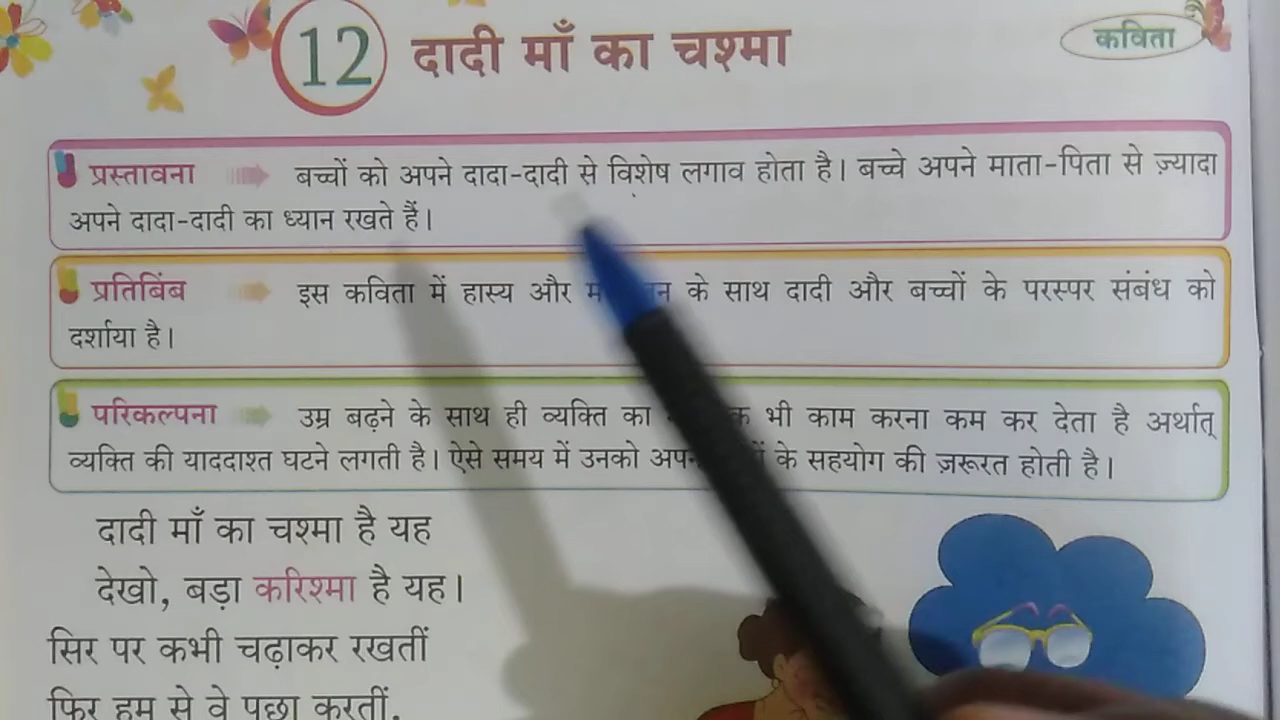 12 दादी माँ का चश्मा
कविता
प्रस्तावना बच्चों को अपने दादा-दादी से विशेष लगाव होता है। बच्चे अपने माता-पिता से ज़्यादा
अपने दादा-दादी का ध्यान रखते हैं।
प्रतिबिंब इस कविता में हास्य और के साथ दादी और बच्चों के परस्पर संबंध को
दर्शाया है।
परिकल्पना उम्र बढ़ने के साथ ही व्यक्ति का भी काम करना कम कर देता है अर्थात्
व्यक्ति की याददाश्त घटने लगती है। ऐसे समय में उनको के सहयोग की ज़रूरत होती है।
दादी माँ का चश्मा है यह
देखो, बड़ा करिश्मा है यह।
सिर पर कभी चढ़ाकर रखतीं
फिर हम से वे पूछा करतीं,